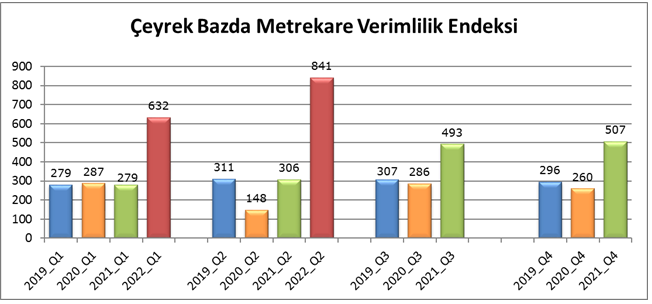 Çeyrek Bazda Metrekare Verimlilik Endeksi
900
800
700
600
500
400
300
200
100
0
279
287
279
632
311
148
306
841
307
286
493
296
260
507
2019_Q1
2020_Q1
2021_Q1
2022_Q1
2019_Q2
2020_Q2
2021_Q2
2022_Q2
2019_Q3
2020_Q3
2021_Q3
2019_Q4
2020_Q4
2021_Q4